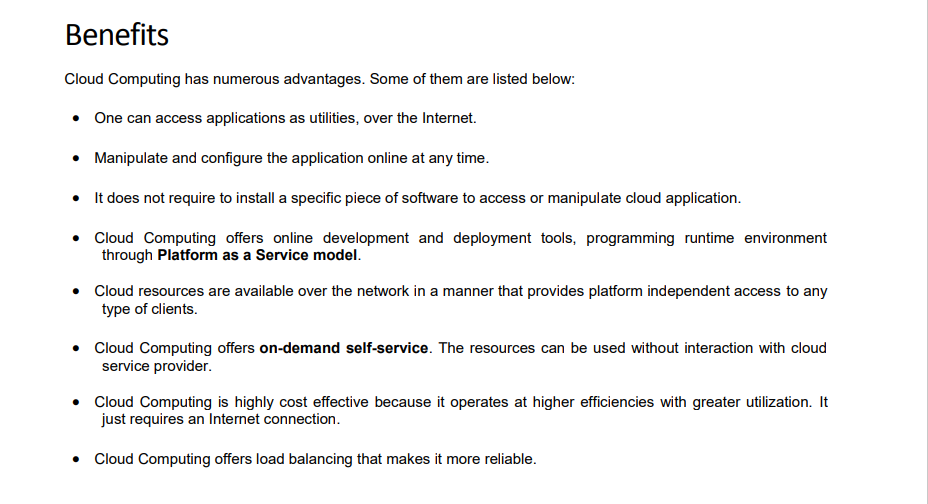 Benefits
Cloud Computing has numerous advantages. Some of them are listed below:
• One can access applications as utilities, over the Internet.
• Manipulate and configure the application online at any time.
• It does not require to install a specific piece of software to access or manipulate cloud application.
• Cloud Computing offers online development and deployment tools, programming runtime environment
through Platform as a Service model.
• Cloud resources are available over the network in a manner that provides platform independent access to any
type of clients.
• Cloud Computing offers on-demand self-service. The resources can be used without interaction with cloud
service provider.
• Cloud Computing is highly cost effective because it operates at higher efficiencies with greater utilization. It
just requires an Internet connection.
• Cloud Computing offers load balancing that makes it more reliable.